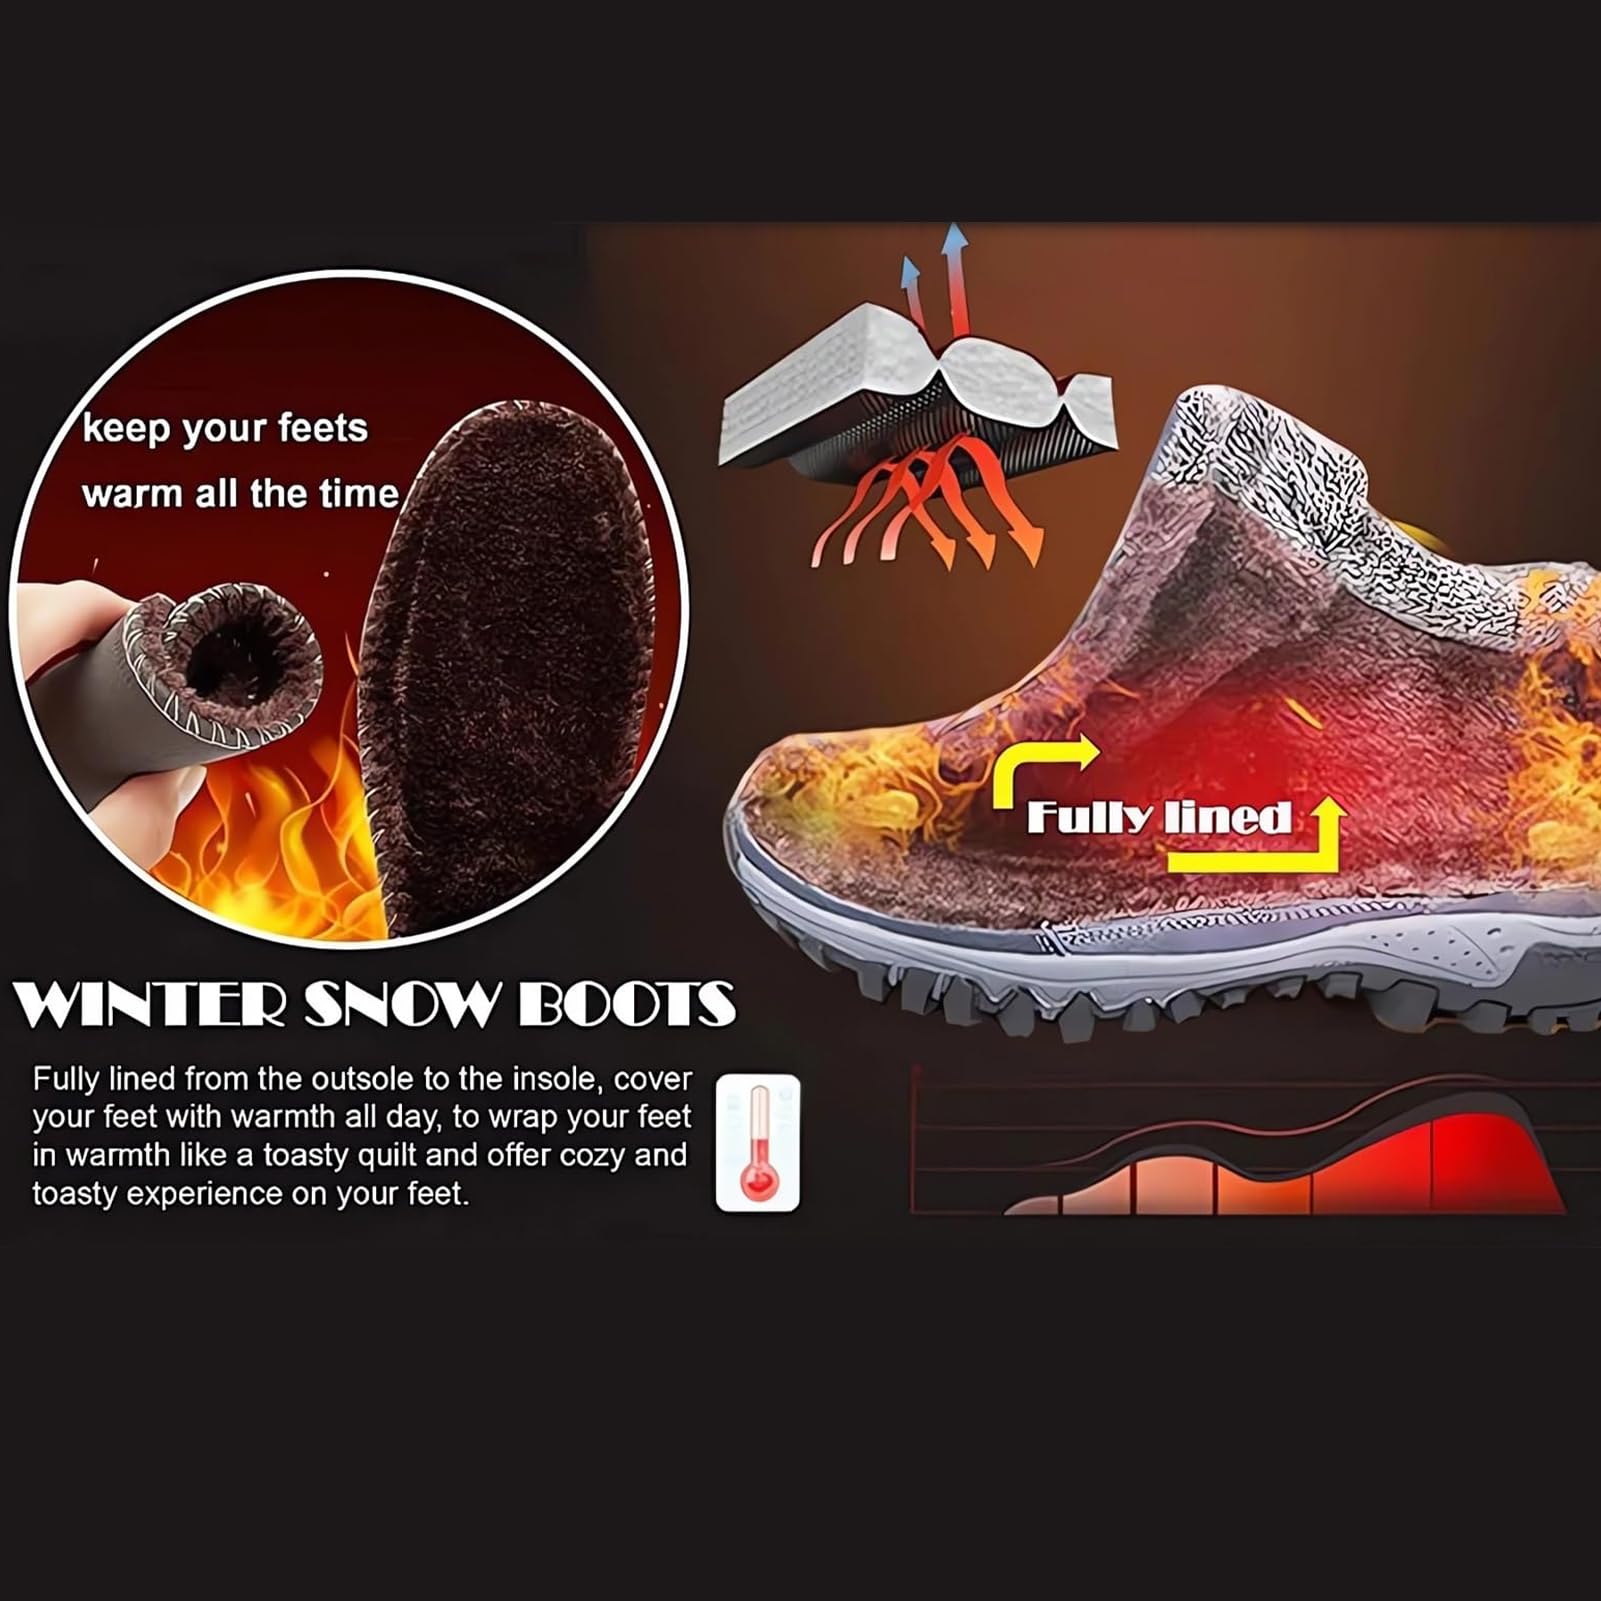 keep your feets
warm all the time
Fully lined
WINTER SNOW BOOTS
Fully lined from the outsole to the insole, cover
your feet with warmth all day, to wrap your feet
in warmth like a toasty quilt and offer cozy and
toasty experience on your feet.